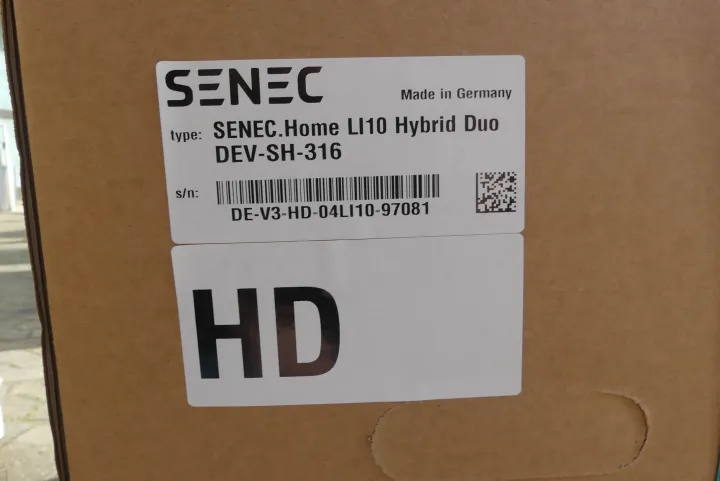 SENEC
Made in Germany
type: SENEC.Home LI10 Hybrid Duo
DEV-SH-316
s/n:
DE-V3-HD-04LI10-97081
HD